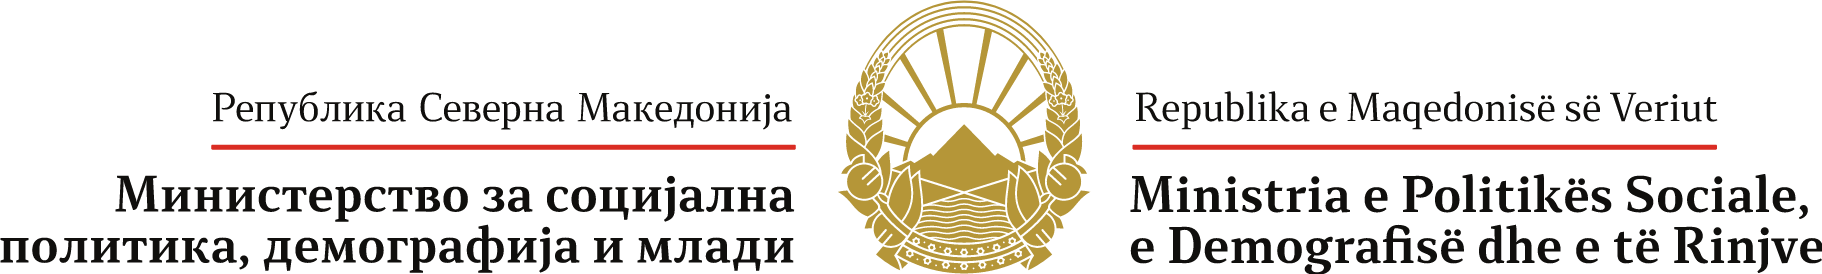 Република Северна Македонија
Министерство за социјална
политика, демографија и млади
Republika e Maqedonisë së Veriut
Ministria e Politikës Sociale,
e Demografisë dhe e të Rinjve